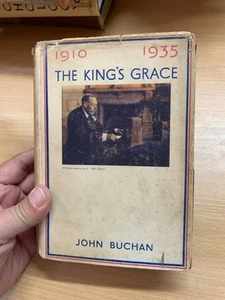 1910 1935
THE KING'S GRACE
JOHN BUCHAN